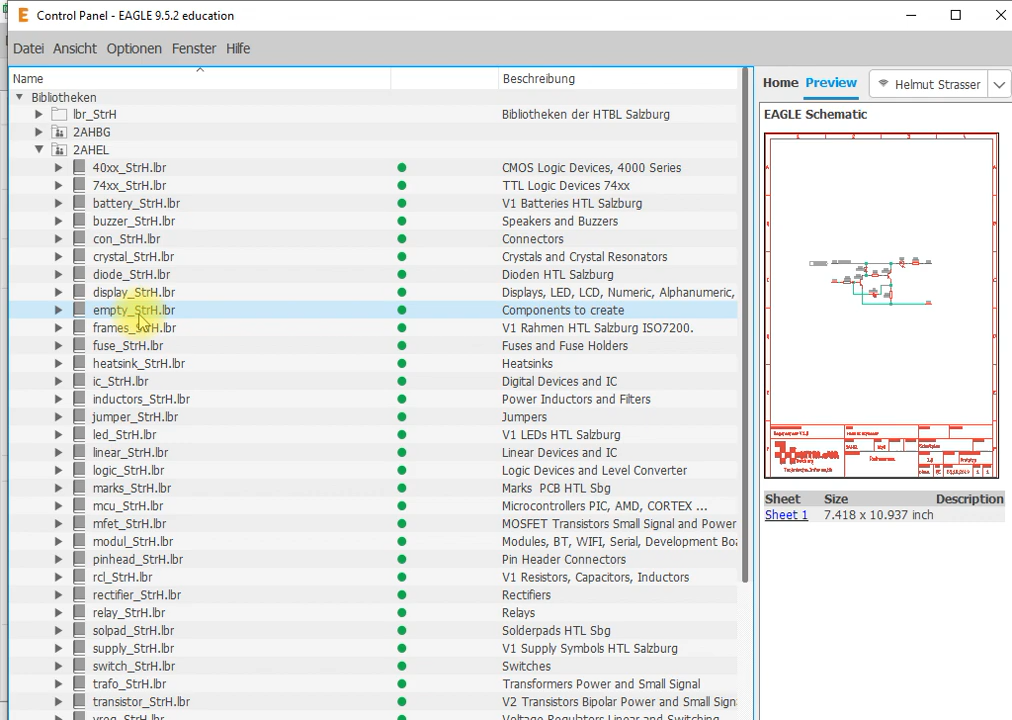 Control Panel - EAGLE 9.5.2 education
Datei Ansicht Optionen Fenster Hilfe
Name Beschreibung
Bibliotheken
lbr_StrH Bibliotheken der HTBL Salzburg
2AHBG
2AHEL
40xx_StrH.lbr CMOS Logic Devices, 4000 Series
74xx_StrH.lbr TTL Logic Devices 74xx
battery_StrH.lbr V1 Batteries HTL Salzburg
buzzer_StrH.lbr Speakers and Buzzers
con_StrH.lbr Connectors
crystal_StrH.lbr Crystals and Crystal Resonators
diode_StrH.lbr Dioden HTL Salzburg
display_StrH.lbr Displays, LED, LCD, Numeric, Alphanumeric,
empty_StrH.lbr Components to create
frames_StrH.lbr V1 Rahmen HTL Salzburg ISO7200.
fuse_StrH.lbr Fuses and Fuse Holders
heatsink_StrH.lbr Heatsinks
ic_StrH.lbr Digital Devices and IC
inductors_StrH.lbr Power Inductors and Filters
jumper_StrH.lbr Jumpers
led_StrH.lbr V1 LEDs HTL Salzburg
linear_StrH.lbr Linear Devices and IC
logic_StrH.lbr Logic Devices and Level Converter
marks_StrH.lbr Marks PCB HTL Sbg
mcu_StrH.lbr Microcontrollers PIC, AMD, CORTEX ...
mfet_StrH.lbr MOSFET Transistors Small Signal and Power
modul_StrH.lbr Modules, BT, WIFI, Serial, Development Bo
pinhead_StrH.lbr Pin Header Connectors
rcl_StrH.lbr V1 Resistors, Capacitors, Inductors
rectifier_StrH.lbr Rectifiers
relay_StrH.lbr Relays
solpad_StrH.lbr Solderpads HTL Sbg
supply_StrH.lbr V1 Supply Symbols HTL Salzburg
switch_StrH.lbr Switches
trafo_StrH.lbr Transformers Power and Small Signal
transistor_StrH.lbr V2 Transistors Bipolar Power and Small Sign
vreg_StrH.lbr Voltage Regulators Linear and Switching
Home Preview Helmut Strasser
EAGLE Schematic
Sheet Size Description
Sheet 1 7.418 x 10.937 inch